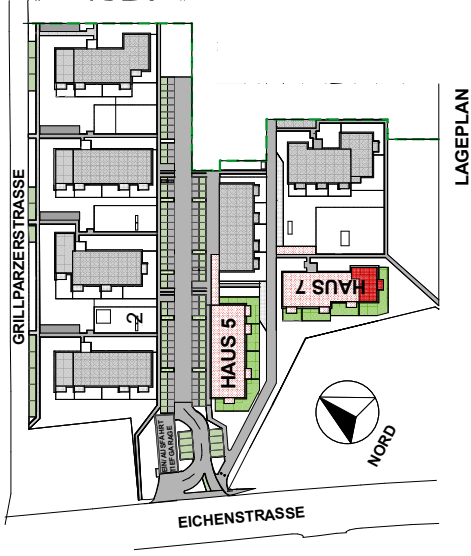 LAGEPLAN
GRILLPARZERSTRASSE
2
HAUS 5
HAUS 7
EIN/AUSFAHRT
TIEFGARAGE
NORD
EICHENSTRASSE